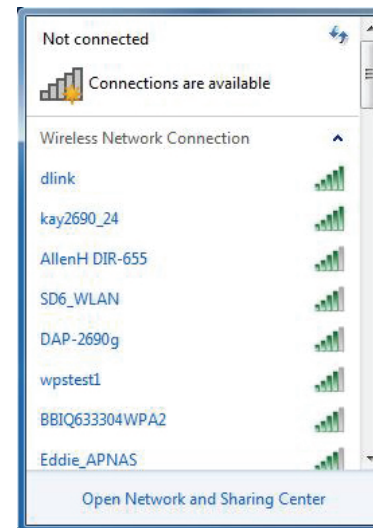 Not connected
Connections are available
Wireless Network Connection
dlink
kay2690_24
AllenH DIR-655
SD6_WLAN
DAP-2690g
wpstest1
BBIQ633304WPA2
Eddie_APNAS
Open Network and Sharing Center